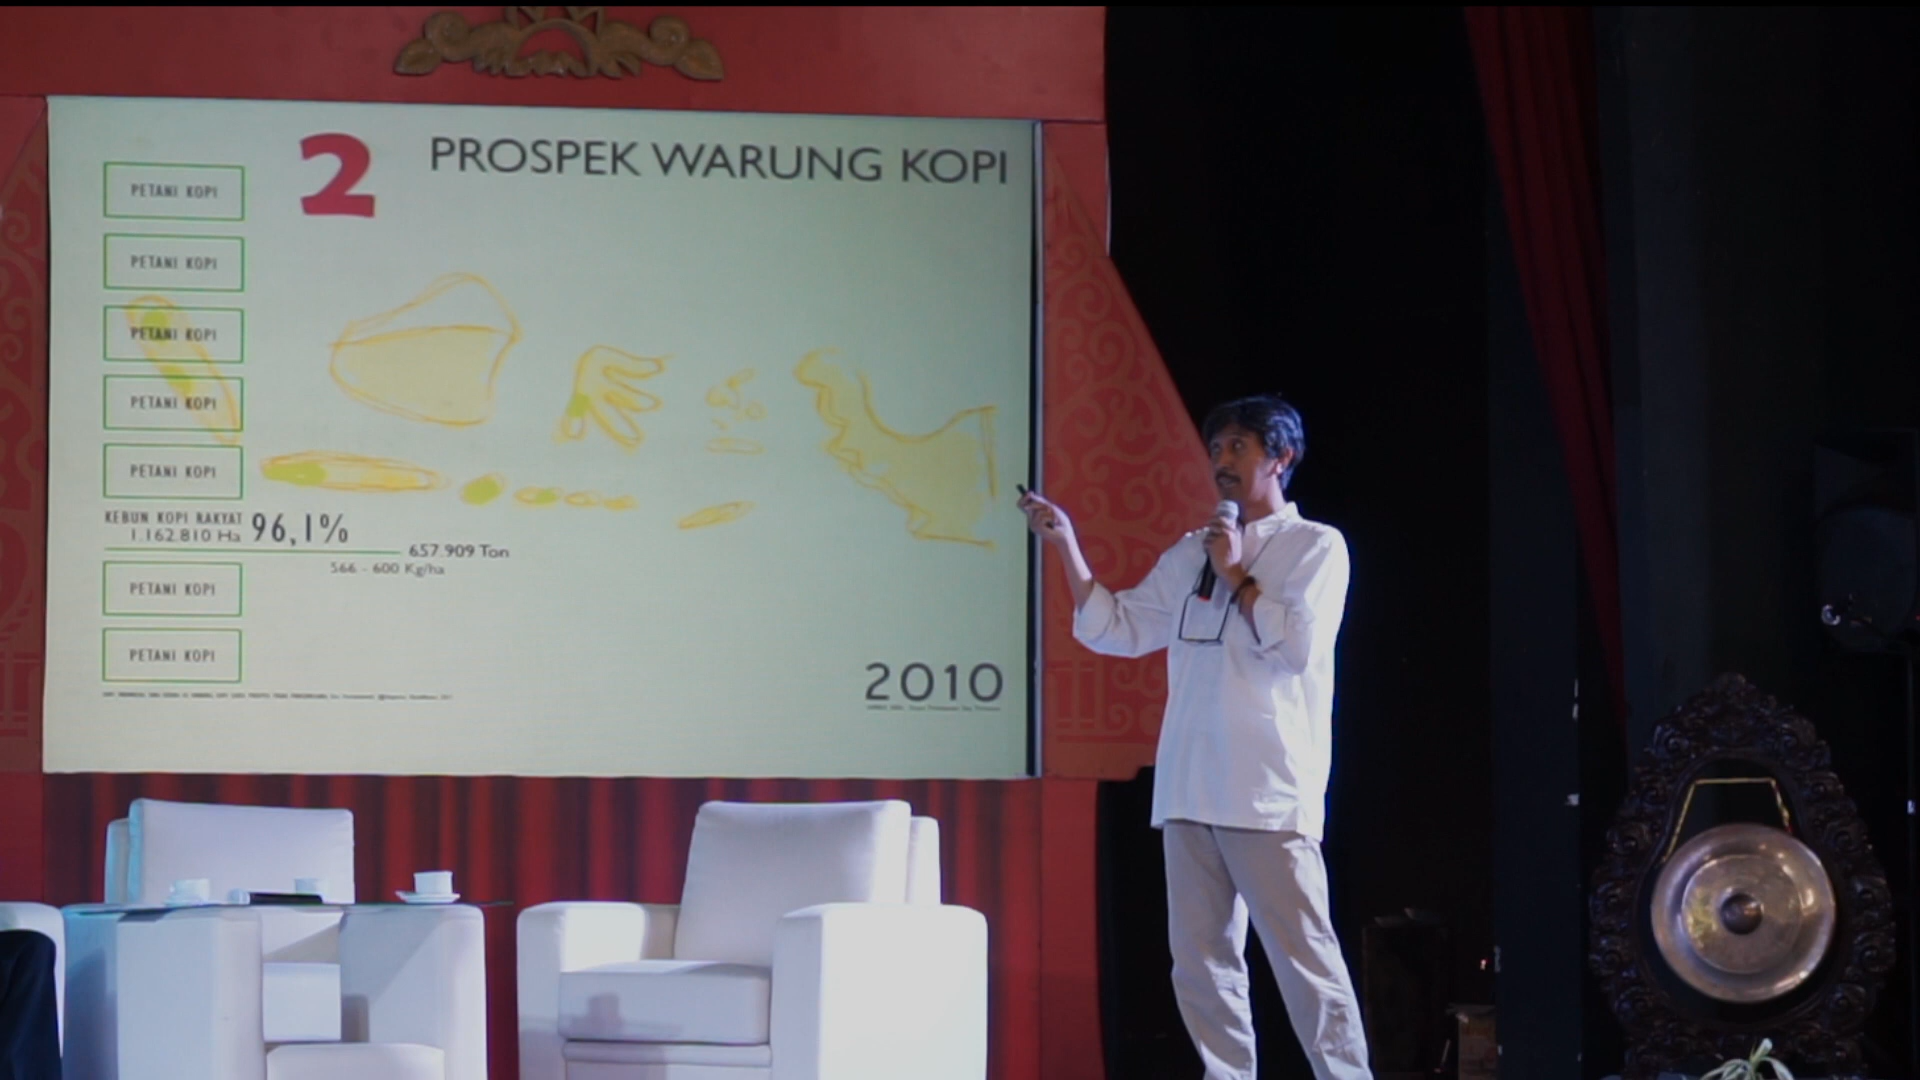 2 PROSPEK WARUNG KOPI
PETANI KOPI
PETANI KOPI
PETANI KOPI
PETANI KOPI
PETANI KOPI
KEBUN KOPI RAKYAT
1.162.810 Ha 96,1%
657.909 Ton
566 - 600 Kg/ha
PETANI KOPI
PETANI KOPI
2010